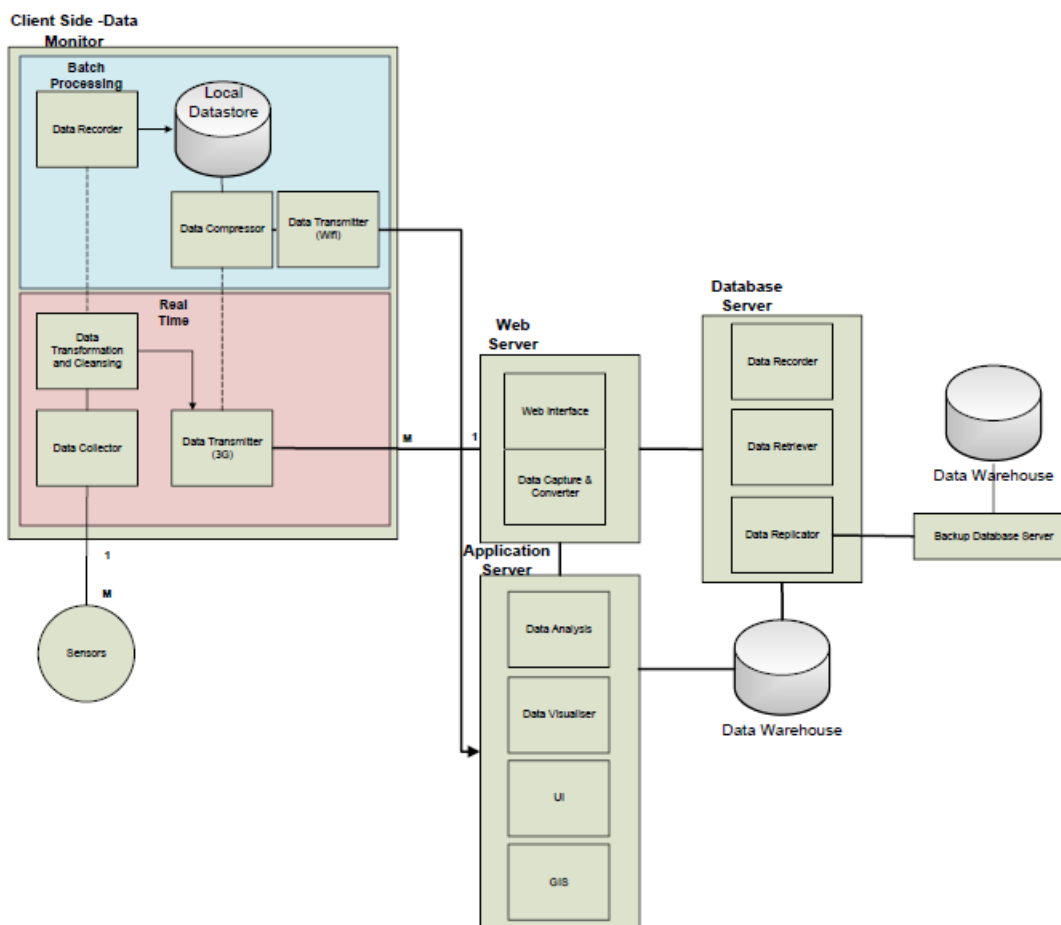 Client Side -Data
Monitor
Batch
Processing
Data Recorder
Local
Datastore
Data Compressor
Data Transmitter
(Wifi)
Real
Time
Data
Transformation
and Cleansing
Data Collector
Data Transmitter
(3G)
M
1
1
M
Sensors
Web
Server
Web Interface
Data Capture &
Converter
Application
Server
Data Analysis
Data Visualiser
UI
GIS
Database
Server
Data Recorder
Data Retriever
Data Replicator
Data Warehouse
Backup Database Server
Data Warehouse